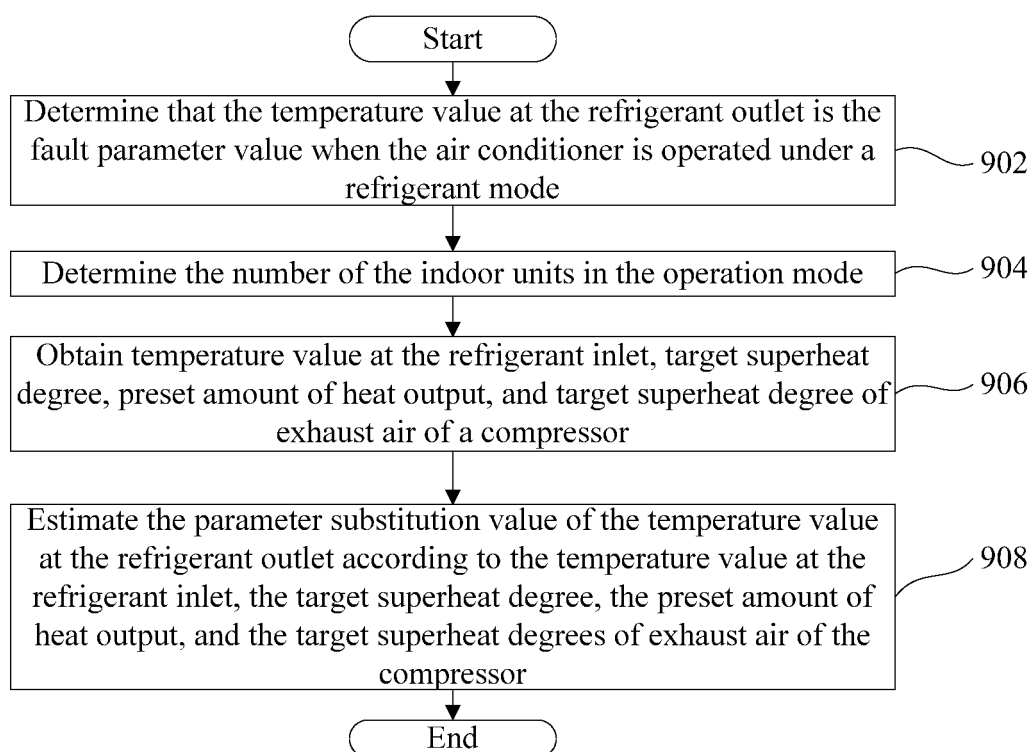 Start
Determine that the temperature value at the refrigerant outlet is the
fault parameter value when the air conditioner is operated under a
refrigerant mode
902
Determine the number of the indoor units in the operation mode
904
Obtain temperature value at the refrigerant inlet, target superheat
degree, preset amount of heat output, and target superheat degree of
exhaust air of a compressor
906
Estimate the parameter substitution value of the temperature value
at the refrigerant outlet according to the temperature value at the
refrigerant inlet, the target superheat degree, the preset amount of
heat output, and the target superheat degrees of exhaust air of the
compressor
908
End